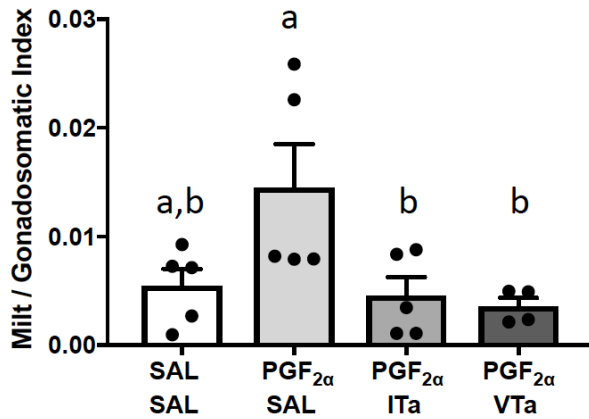 Milt / Gonadosomatic Index
0.03
0.02
0.01
0.00
a,b
a
b
b
SAL PGF2α PGF2α PGF2α
SAL SAL ITa VTa